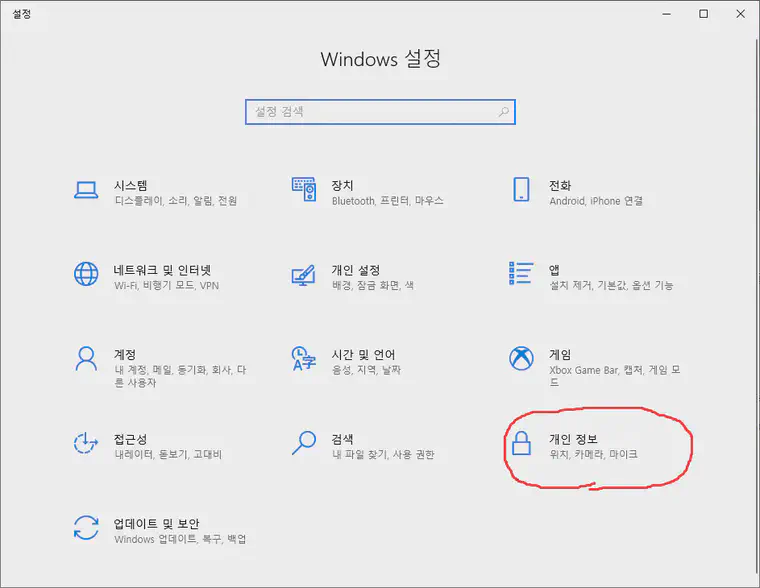 설정
Windows 설정
설정 검색
시스템
디스플레이, 소리, 알림, 전원
장치
Bluetooth, 프린터, 마우스
전화
Android, iPhone 연결
네트워크 및 인터넷
Wi-Fi, 비행기 모드, VPN
개인 설정
배경, 잠금 화면, 색
앱
설치 제거, 기본값, 옵션 기능
계정
내 계정, 메일, 동기화, 회사, 다
른 사용자
시간 및 언어
음성, 지역, 날짜
게임
Xbox Game Bar, 캡처, 게임 모
드
접근성
내레이터, 돋보기, 고대비
검색
내 파일 찾기, 사용 권한
개인 정보
위치, 카메라, 마이크
업데이트 및 보안
Windows 업데이트, 복구, 백업